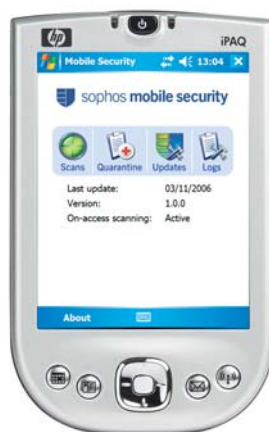 hp
iPAQ
Mobile Security 13:04
sophos mobile security
Scans Quarantine Updates Logs
Last update: 03/11/2006
Version: 1.0.0
On-access scanning: Active
About